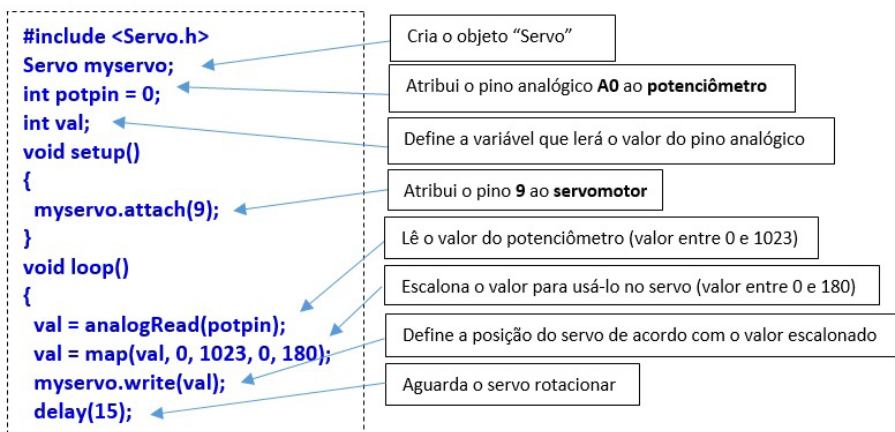 #include <Servo.h>
Servo myservo;
int potpin = 0;
int val;
void setup()
{
myservo.attach(9);
}
void loop()
{
val = analogRead(potpin);
val = map(val, 0, 1023, 0, 180);
myservo.write(val);
delay(15);
Cria o objeto “Servo”
Atribui o pino analógico A0 ao potenciômetro
Define a variável que lerá o valor do pino analógico
Atribui o pino 9 ao servomotor
Lê o valor do potenciômetro (valor entre 0 e 1023)
Escalona o valor para usá-lo no servo (valor entre 0 e 180)
Define a posição do servo de acordo com o valor escalonado
Aguarda o servo rotacionar